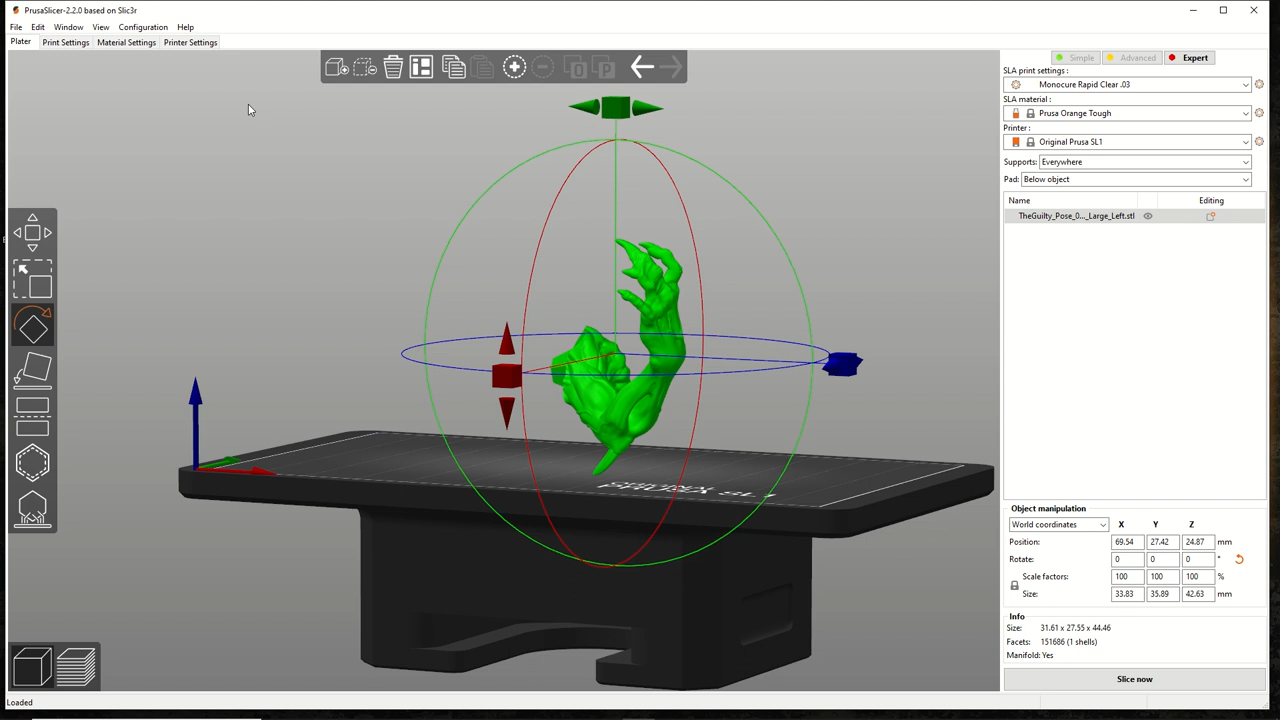 PrusaSlicer-2.2.0 based on Slic3r
File Edit Window View Configuration Help
Plater Print Settings Material Settings Printer Settings
Simple Advanced Expert
SLA print settings :
Monocure Rapid Clear .03
SLA material :
Prusa Orange Tough
Printer :
Original Prusa SL1
Supports: Everywhere
Pad: Below object
Name Editing
TheGuilty_Pose_0..._Large_Left.stl
Object manipulation
World coordinates X Y Z
Position: 69.54 27.42 24.87 mm
Rotate: 0 0 0 °
Scale factors: 100 100 100 %
Size: 33.83 35.89 42.63 mm
Info
Size: 31.61 x 27.55 x 44.46
Facets: 151686 (1 shells)
Manifold: Yes
Slice now
Loaded